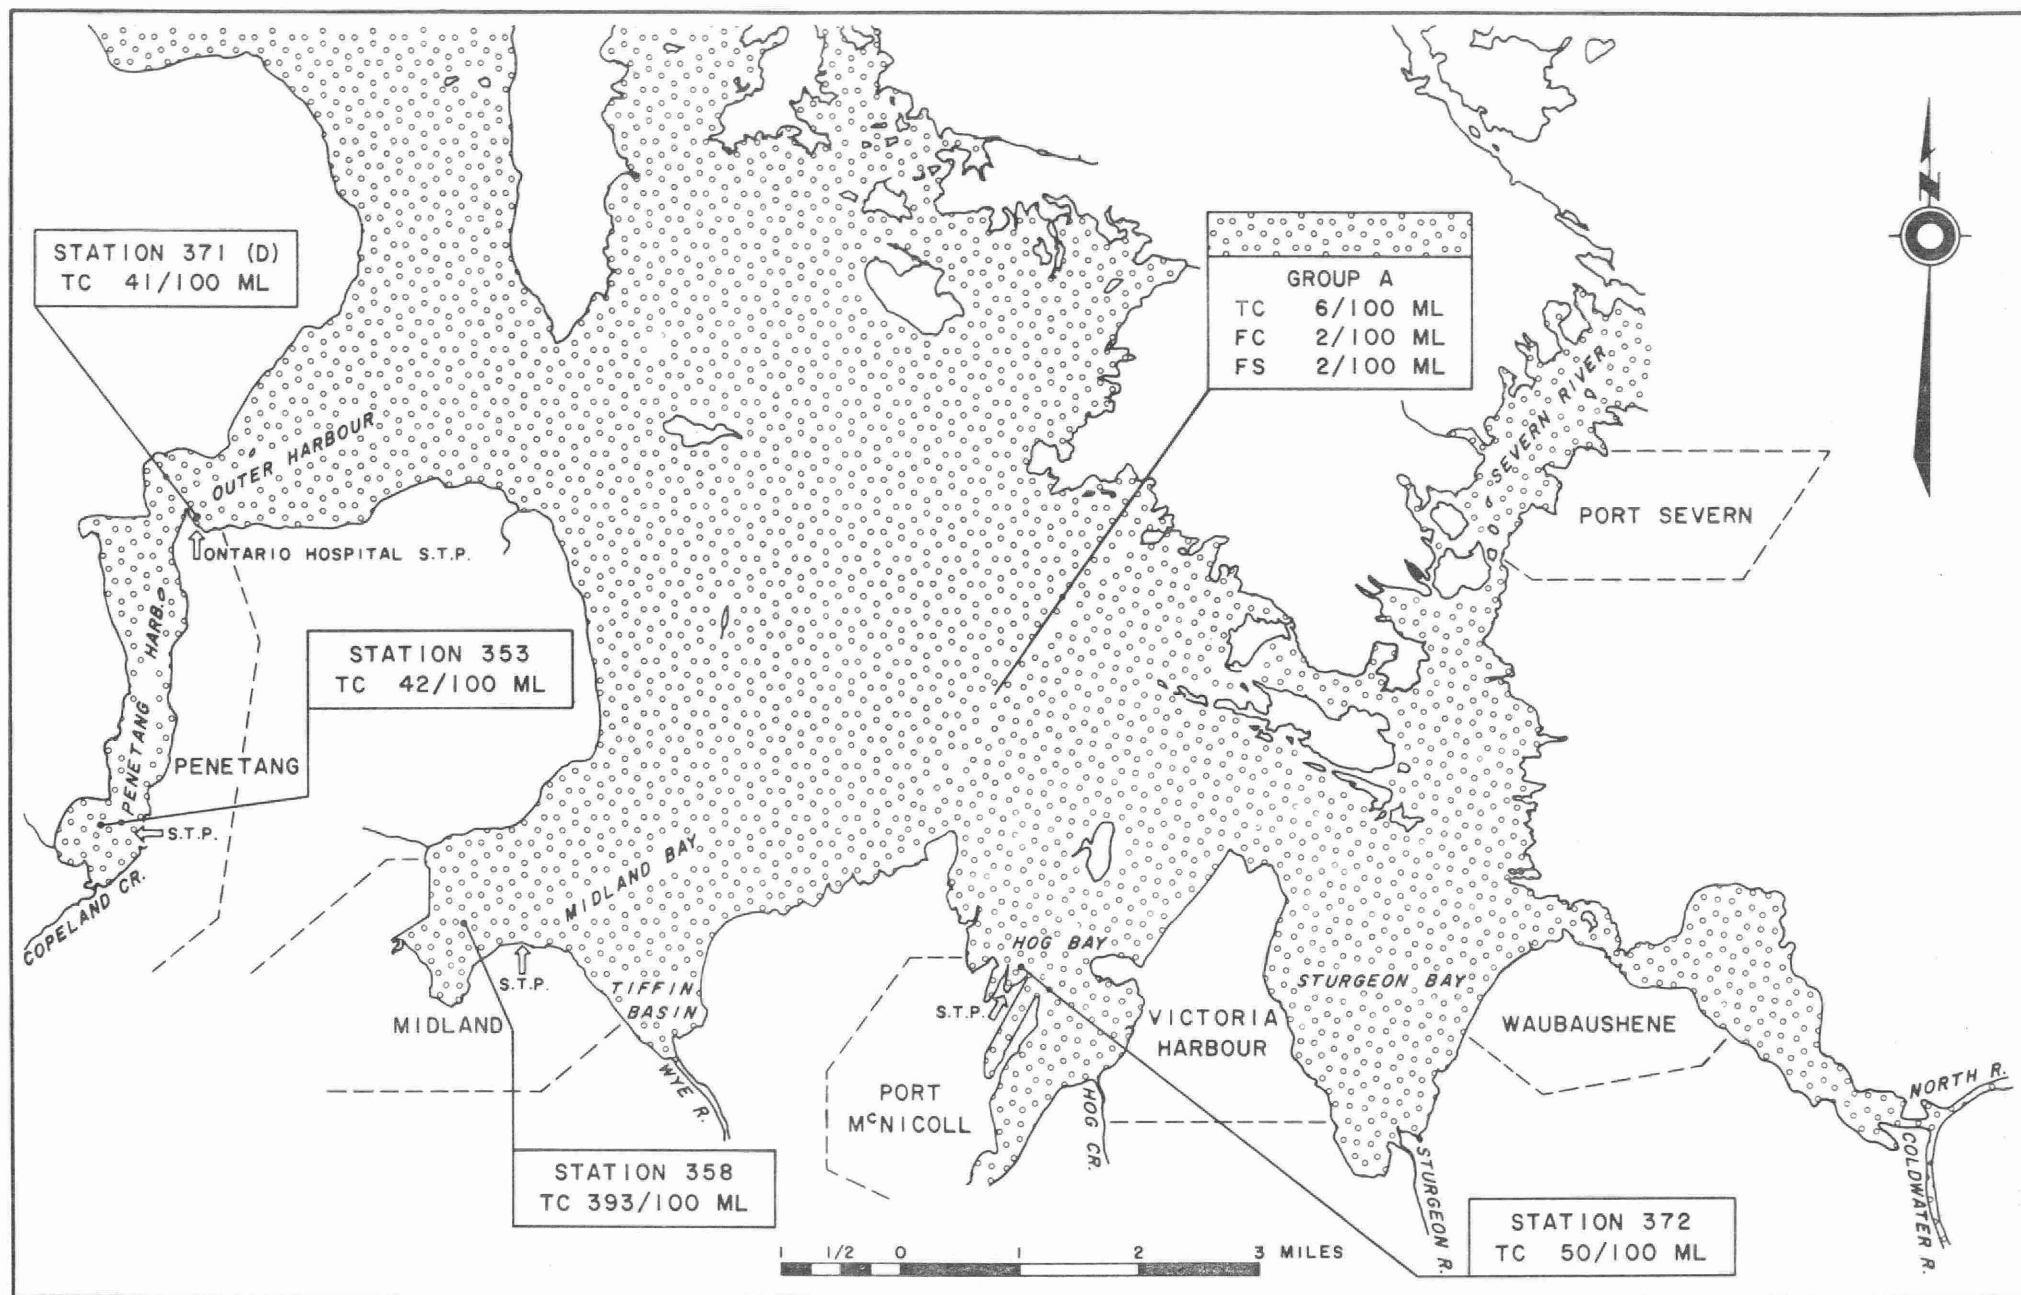 N
STATION 371 (D)
TC 41/100 ML
GROUP A
TC 6/100 ML
FC 2/100 ML
FS 2/100 ML
SEVERN RIVER
OUTER HARBOUR
PORT SEVERN
ONTARIO HOSPITAL S.T.P.
PENETANG HARB.
STATION 353
TC 42/100 ML
PENETANG
S.T.P.
COPELAND CR.
MIDLAND BAY
HOG BAY
S.T.P.
TIFFIN
BASIN
STURGEON BAY
S.T.P.
MIDLAND
VICTORIA
HARBOUR
WAUBAUSHENE
WYE R.
PORT
McNICOLL
HOG CR.
NORTH R.
COLDWATER R.
STURGEON R.
STATION 358
TC 393/100 ML
STATION 372
TC 50/100 ML
1 1/2 0 1 2 3 MILES